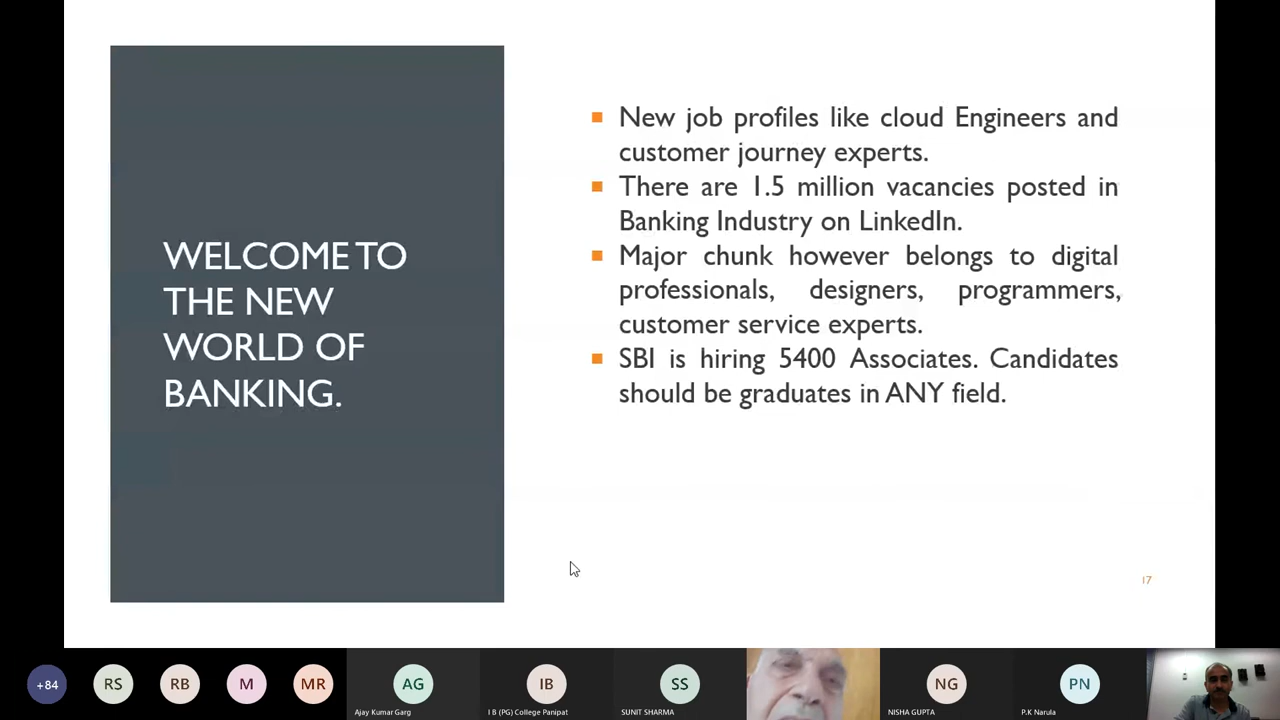 WELCOME TO
THE NEW
WORLD OF
BANKING.
New job profiles like cloud Engineers and
customer journey experts.
There are 1.5 million vacancies posted in
Banking Industry on LinkedIn.
Major chunk however belongs to digital
professionals, designers, programmers,
customer service experts.
SBI is hiring 5400 Associates. Candidates
should be graduates in ANY field.
17
+84
RS
RB
M
MR
AG
Ajay Kumar Garg
IB
I B (PG) College Panipat
SS
SUNIT SHARMA
NG
NISHA GUPTA
PN
P.K Narula